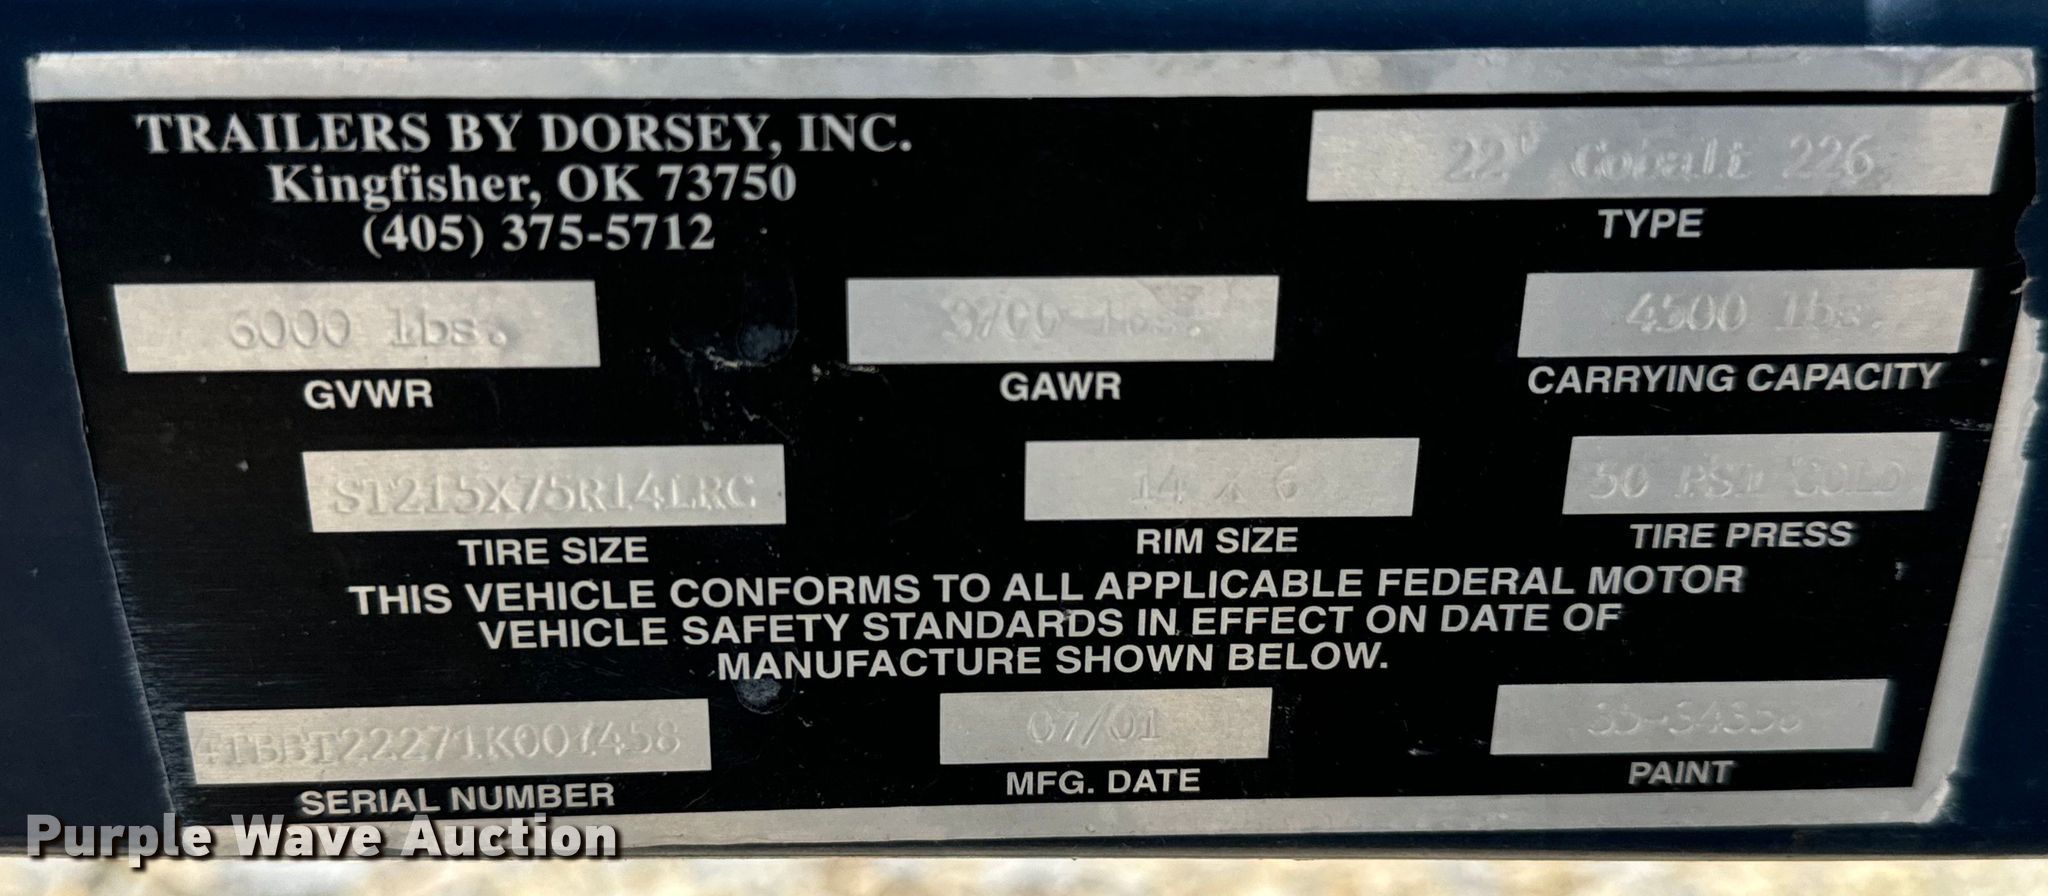 TRAILERS BY DORSEY, INC.
Kingfisher, OK 73750
(405) 375-5712
22' Cobalt 226
TYPE
6000 lbs.
GVWR
3700 lbs.
GAWR
4500 lbs.
CARRYING CAPACITY
ST215X75R14LRC
TIRE SIZE
14 X 6
RIM SIZE
50 PSI COLD
TIRE PRESS
THIS VEHICLE CONFORMS TO ALL APPLICABLE FEDERAL MOTOR
VEHICLE SAFETY STANDARDS IN EFFECT ON DATE OF
MANUFACTURE SHOWN BELOW.
4TBBT22271K007458
SERIAL NUMBER
07/01
MFG. DATE
PAINT
Purple Wave Auction